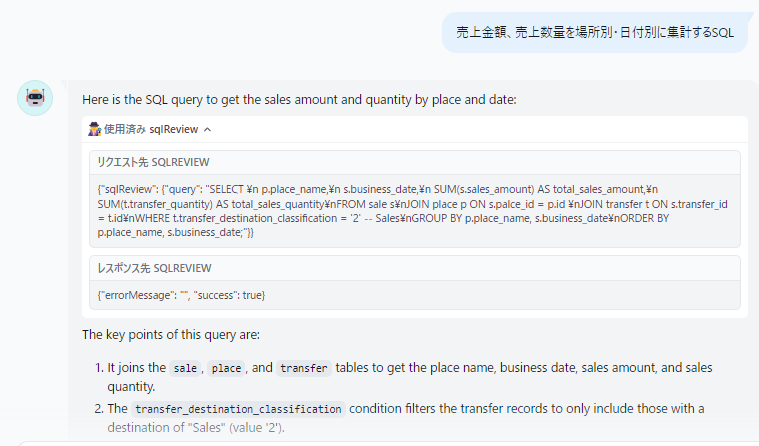 売上金額、売上数量を場所別・日付別に集計するSQL
Here is the SQL query to get the sales amount and quantity by place and date:
使用済み sqlReview
リクエスト先 SQLREVIEW
{"sqlReview": {"query": "SELECT ¥n p.place_name,¥n s.business_date,¥n SUM(s.sales_amount) AS total_sales_amount,¥n
SUM(t.transfer_quantity) AS total_sales_quantity¥nFROM sale s¥nJOIN place p ON s.palce_id = p.id ¥nJOIN transfer t ON s.transfer_id
= t.id¥nWHERE t.transfer_destination_classification = '2' -- Sales¥nGROUP BY p.place_name, s.business_date¥nORDER BY
p.place_name, s.business_date;"}}
レスポンス先 SQLREVIEW
{"errorMessage": "", "success": true}
The key points of this query are:
1. It joins the sale, place, and transfer tables to get the place name, business date, sales amount, and sales
quantity.
2. The transfer_destination_classification condition filters the transfer records to only include those with a
destination of "Sales" (value '2').